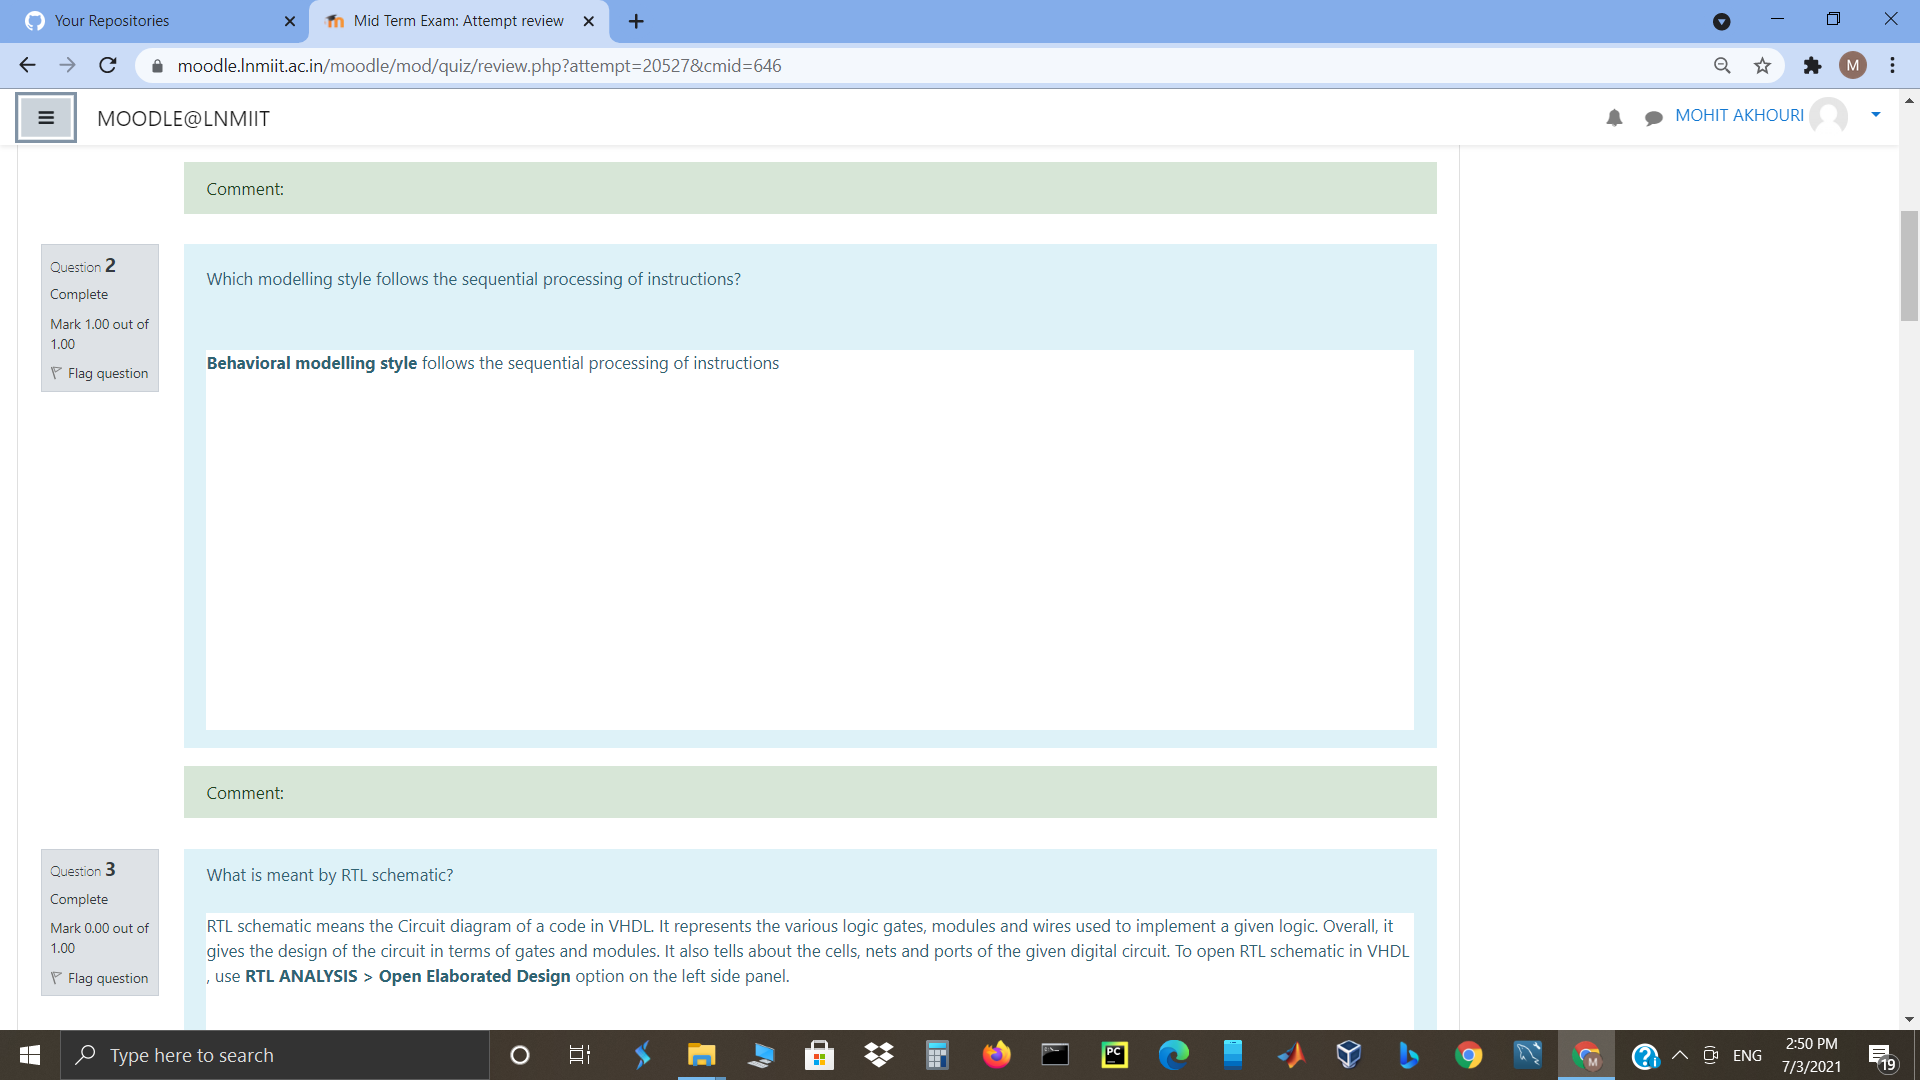 Your Repositories
Mid Term Exam: Attempt review
moodle.lnmiit.ac.in/moodle/mod/quiz/review.php?attempt=20527&cmid=646
M
MOODLE@LNMIIT
MOHIT AKHOURI
Comment:
Question 2
Complete
Mark 1.00 out of
1.00
Flag question
Which modelling style follows the sequential processing of instructions?
Behavioral modelling style follows the sequential processing of instructions
Comment:
Question 3
Complete
Mark 0.00 out of
1.00
Flag question
What is meant by RTL schematic?
RTL schematic means the Circuit diagram of a code in VHDL. It represents the various logic gates, modules and wires used to implement a given logic. Overall, it
gives the design of the circuit in terms of gates and modules. It also tells about the cells, nets and ports of the given digital circuit. To open RTL schematic in VHDL
, use RTL ANALYSIS > Open Elaborated Design option on the left side panel.
Type here to search
PC
M
ENG
2:50 PM
7/3/2021
19